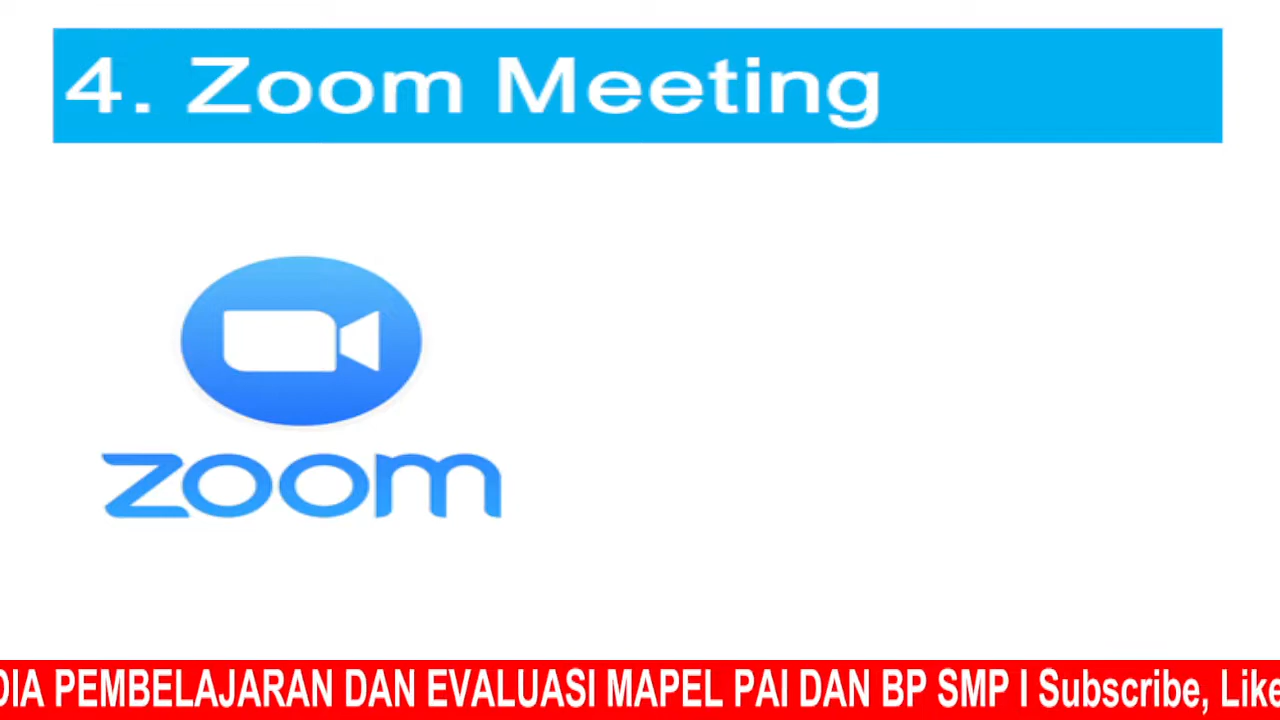 4. Zoom Meeting
zoom
DIA PEMBELAJARAN DAN EVALUASI MAPEL PAI DAN BP SMP I Subscribe, Like